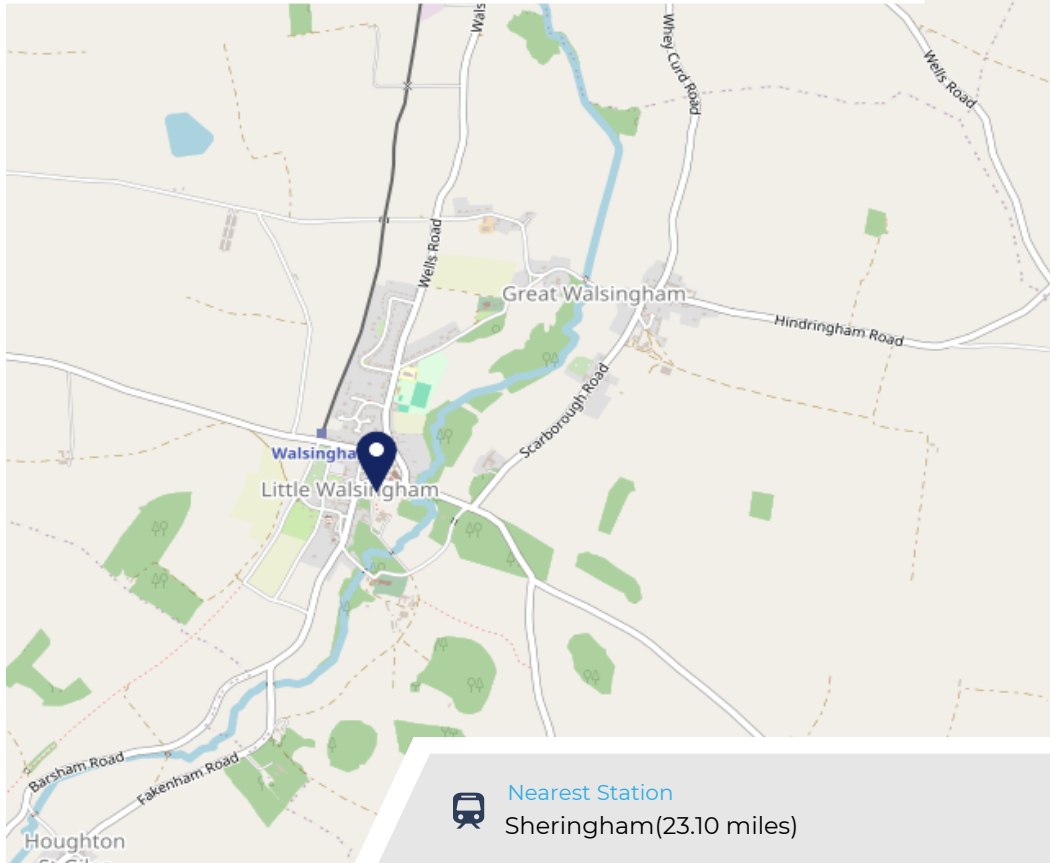 Wals
Whey Curd Road
Wells Road
Wells Road
Great Walsingham
Hindringham Road
Scarborough Road
Walsingha
Little Walsingham
Barsham Road
Fakenham Road
Houghton
Nearest Station
Sheringham(23.10 miles)